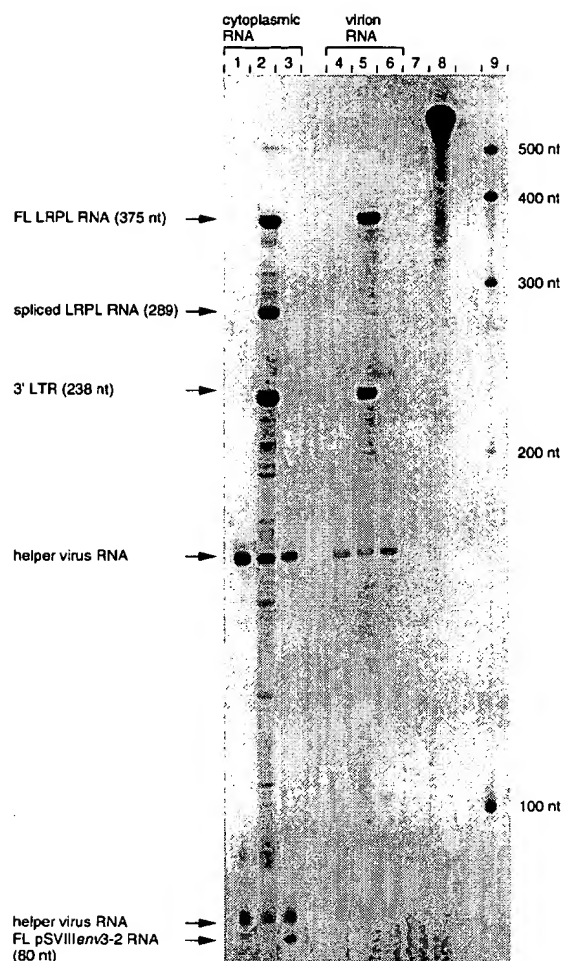 cytoplasmic RNA
virion RNA
1 2 3 4 5 6 7 8 9
500 nt
400 nt
FL LRPL RNA (375 nt)
300 nt
spliced LRPL RNA (289)
3' LTR (238 nt)
200 nt
helper virus RNA
100 nt
helper virus RNA
FL pSVIIIenv3-2 RNA
(80 nt)